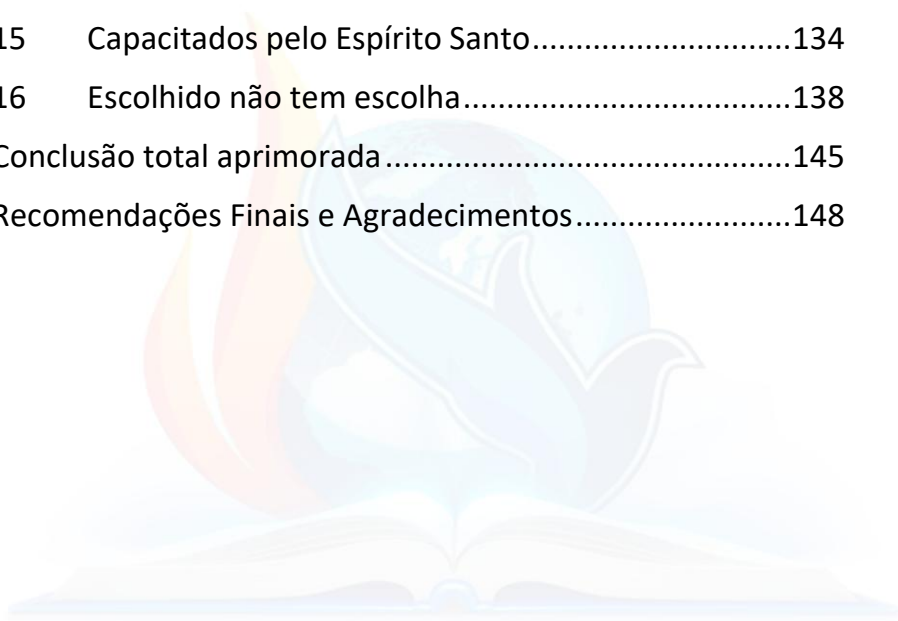 15 Capacitados pelo Espírito Santo..............................134
16 Escolhido não tem escolha......................................138
Conclusão total aprimorada...............................................145
Recomendações Finais e Agradecimentos.........................148